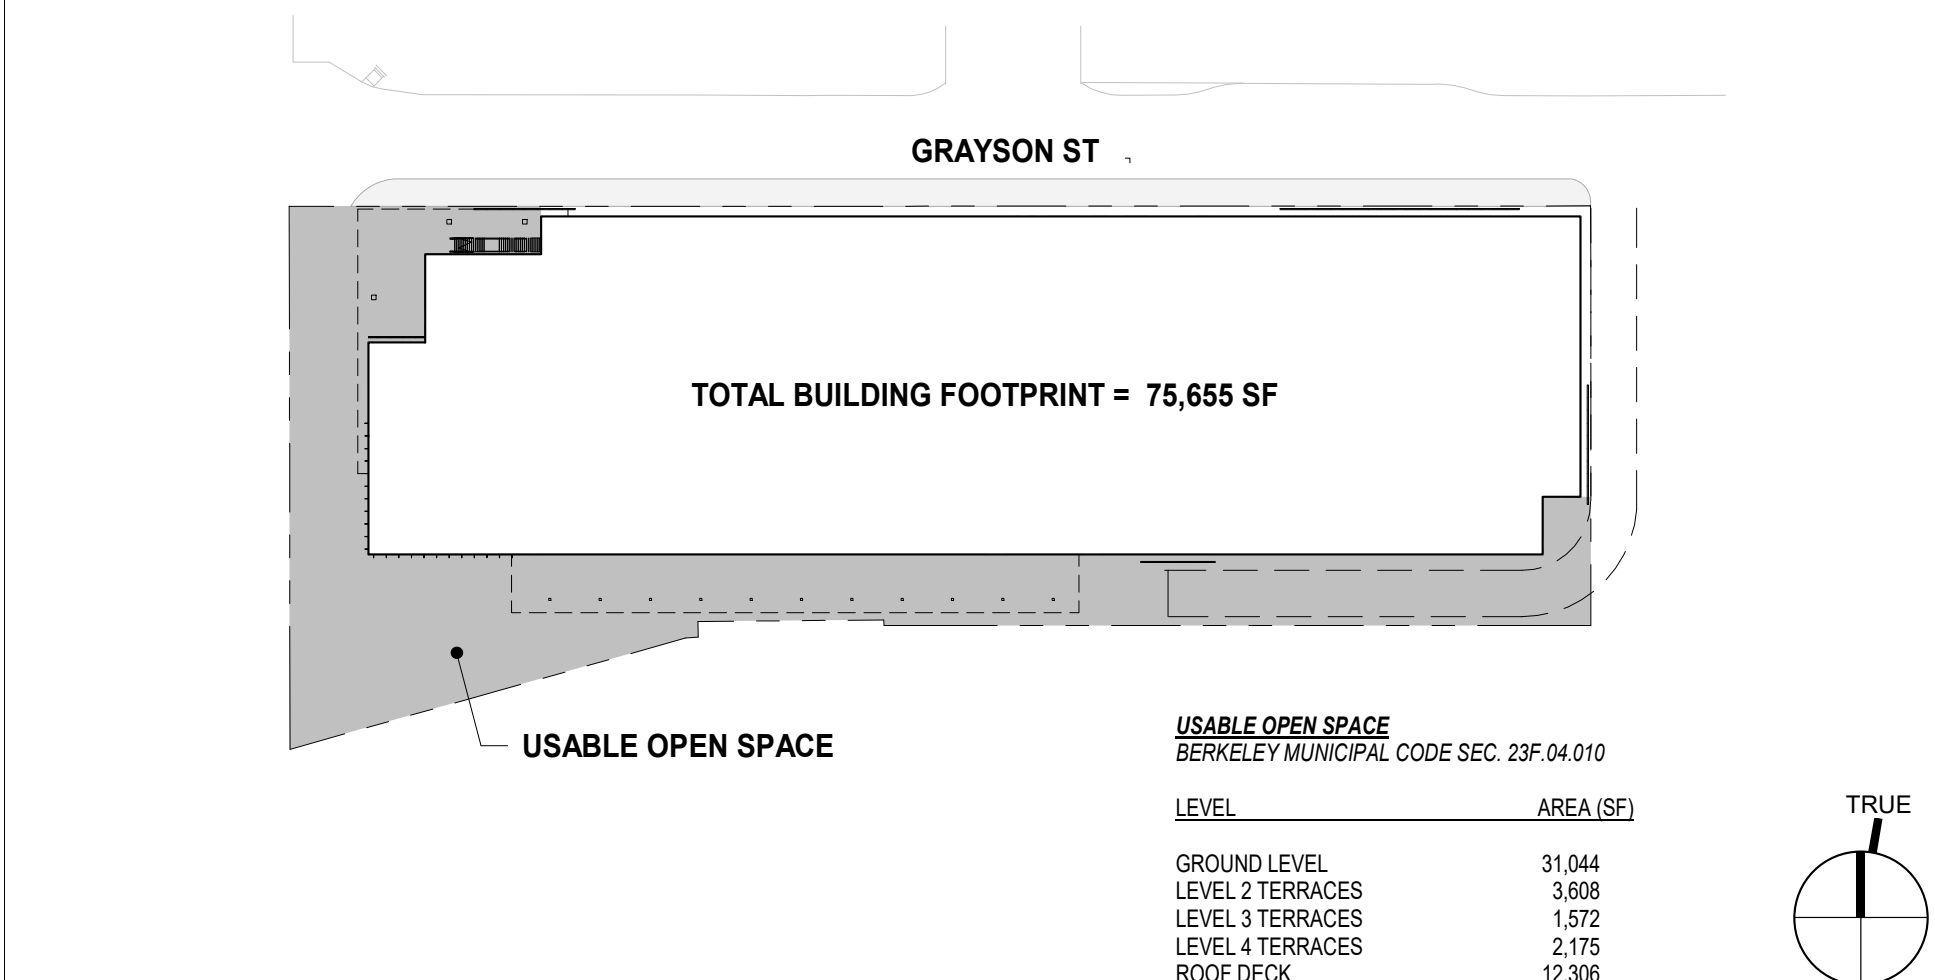 GRAYSON ST
TOTAL BUILDING FOOTPRINT = 75,655 SF
USABLE OPEN SPACE
USABLE OPEN SPACE
BERKELEY MUNICIPAL CODE SEC. 23F.04.010
LEVEL AREA (SF)
GROUND LEVEL 31,044
LEVEL 2 TERRACES 3,608
LEVEL 3 TERRACES 1,572
LEVEL 4 TERRACES 2,175
ROOF DECK 12,306
TRUE